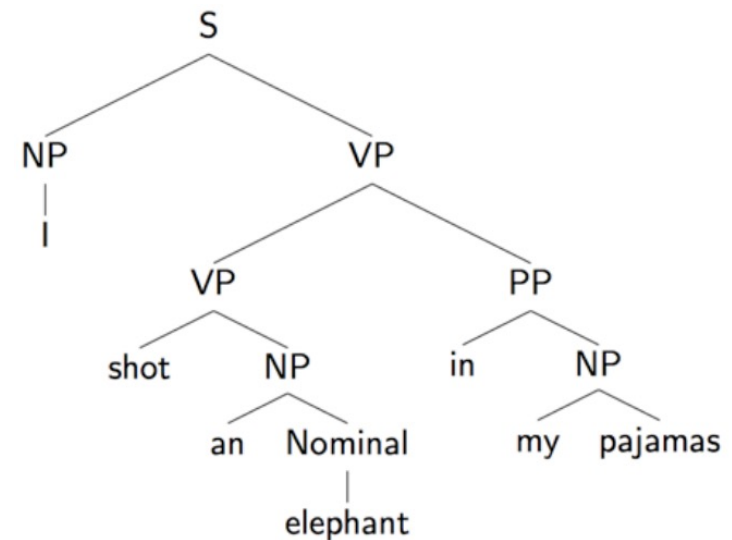 S
NP VP
I
VP PP
shot NP in NP
an Nominal my pajamas
elephant